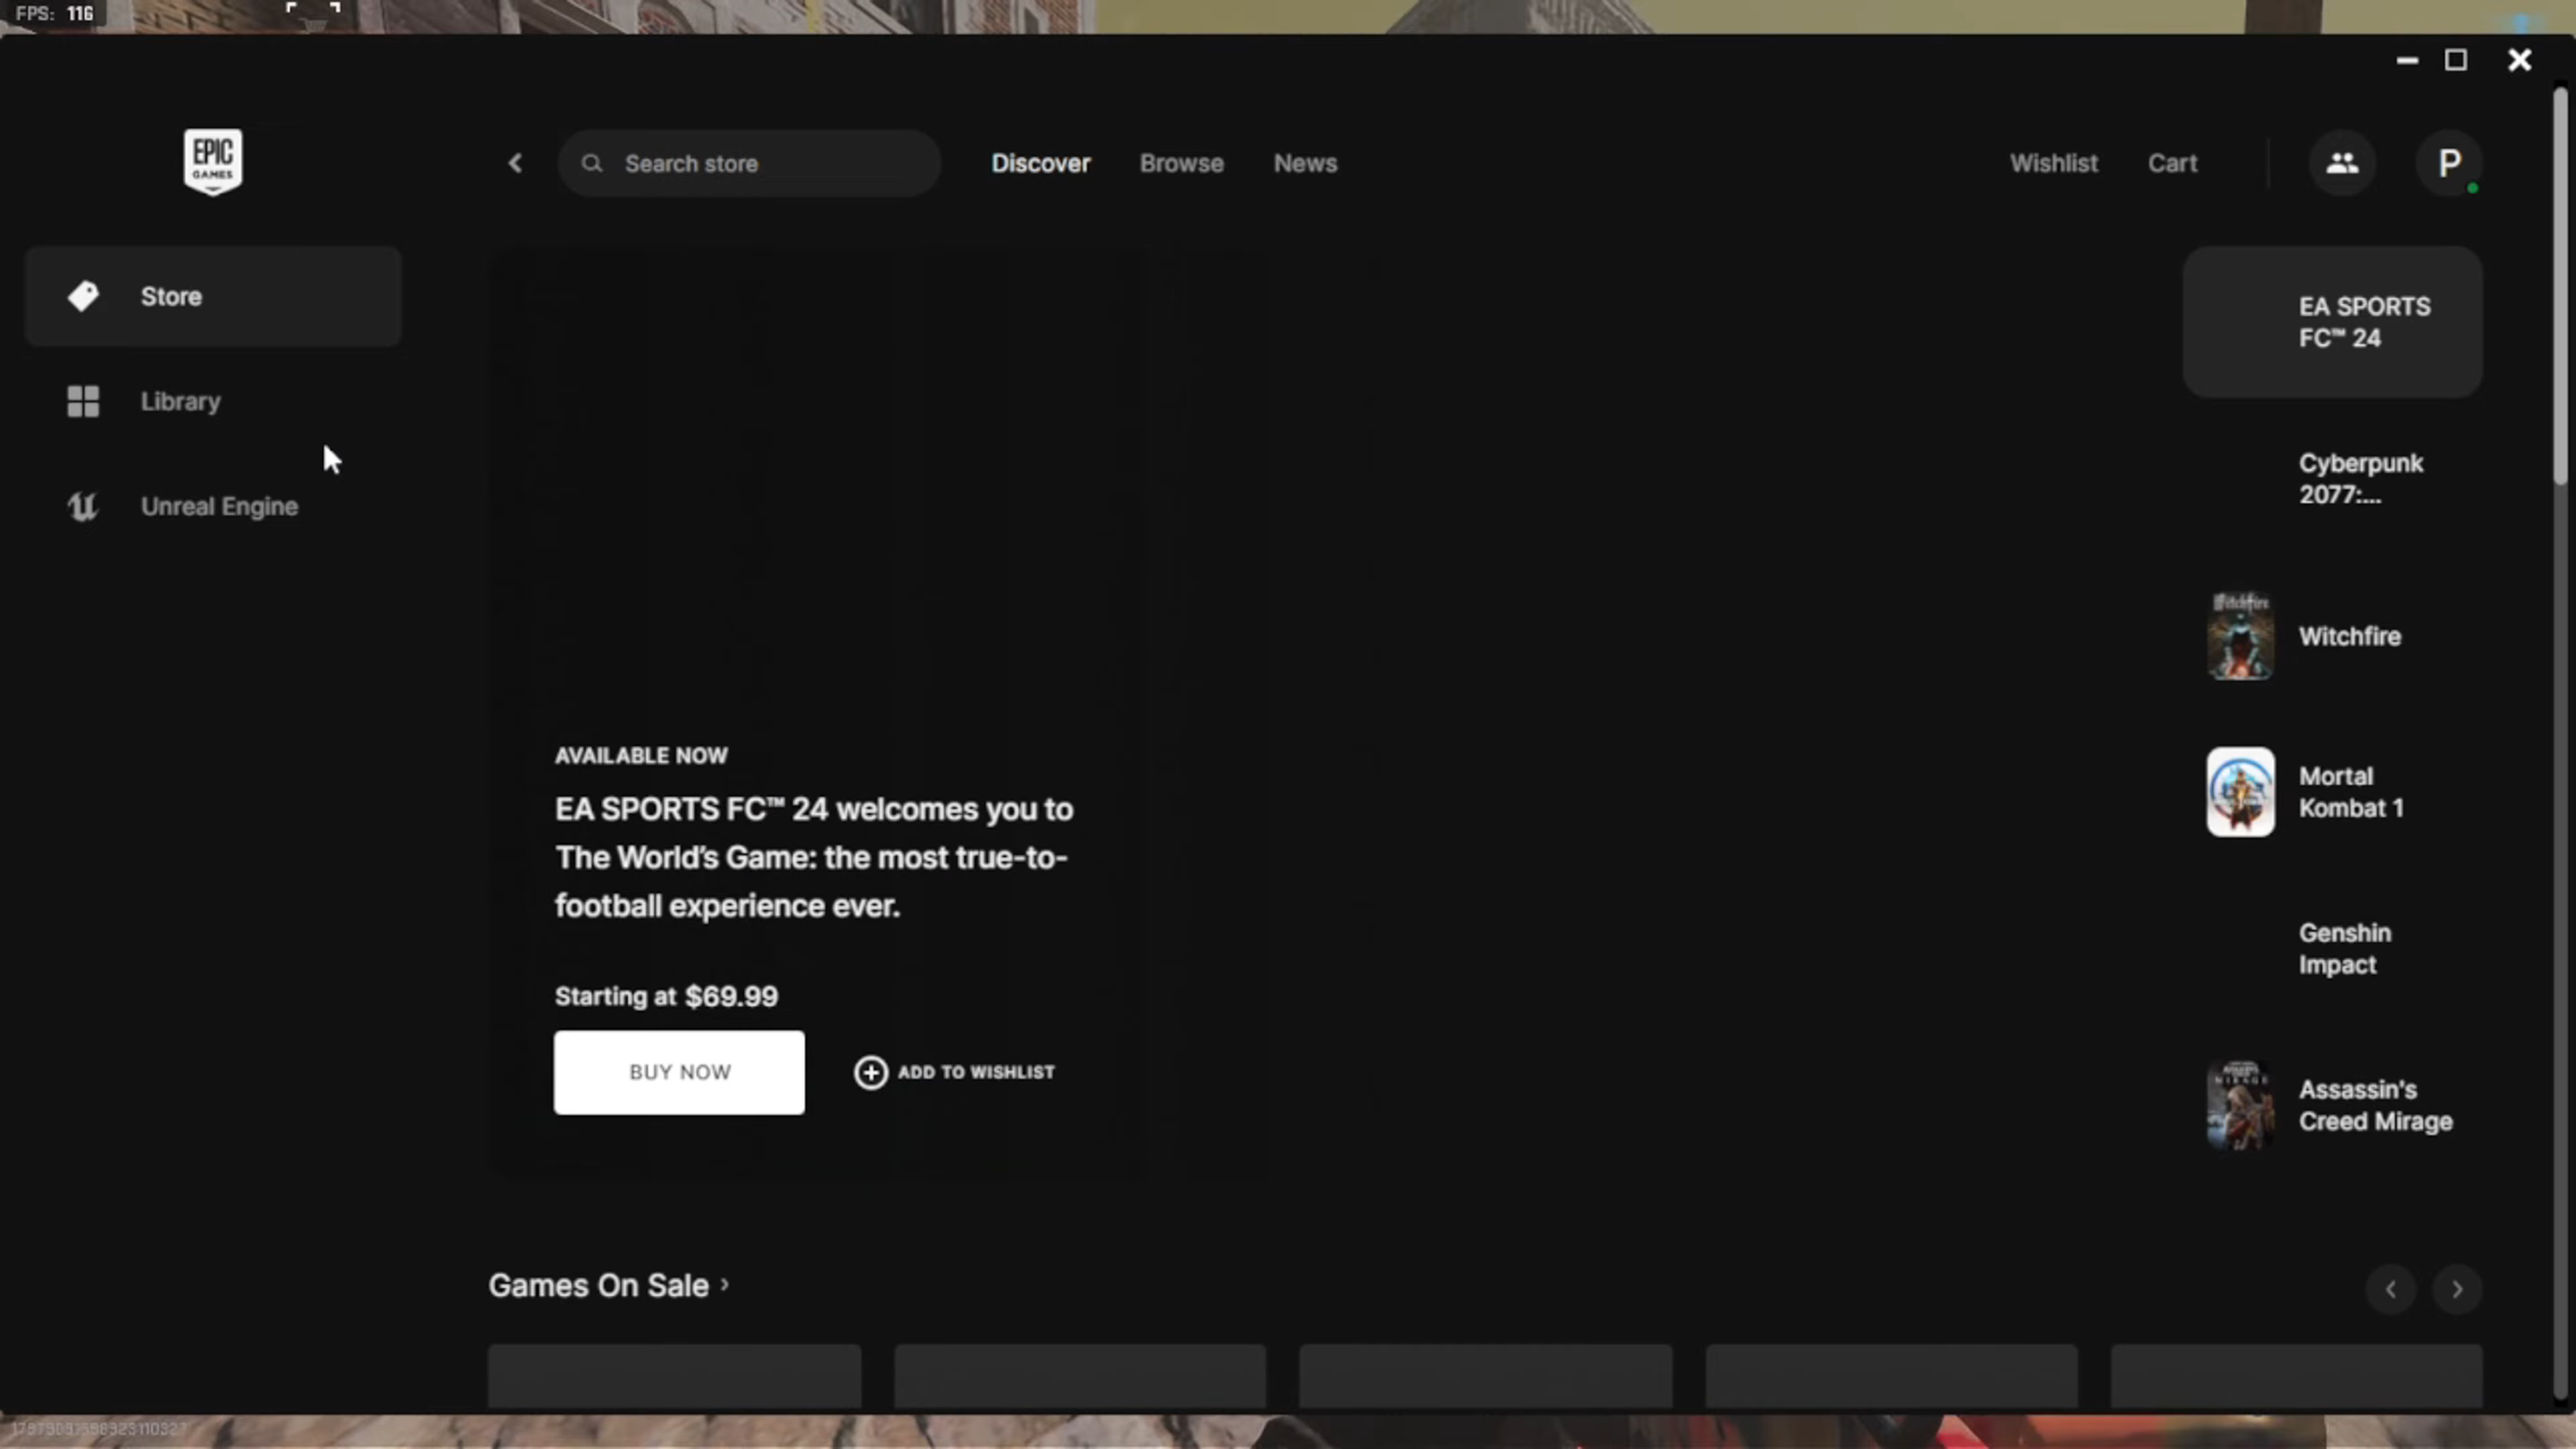 FPS: 116
EPIC
GAMES
Search store
Discover
Browse
News
Wishlist
Cart
P
Store
Library
Unreal Engine
AVAILABLE NOW
EA SPORTS FC™ 24 welcomes you to
The World's Game: the most true-to-
football experience ever.
Starting at $69.99
BUY NOW
ADD TO WISHLIST
EA SPORTS
FC™ 24
Cyberpunk
2077:...
Witchfire
Witchfire
Mortal
Kombat 1
Genshin
Impact
MIRAGE
Assassin's
Creed Mirage
Games On Sale